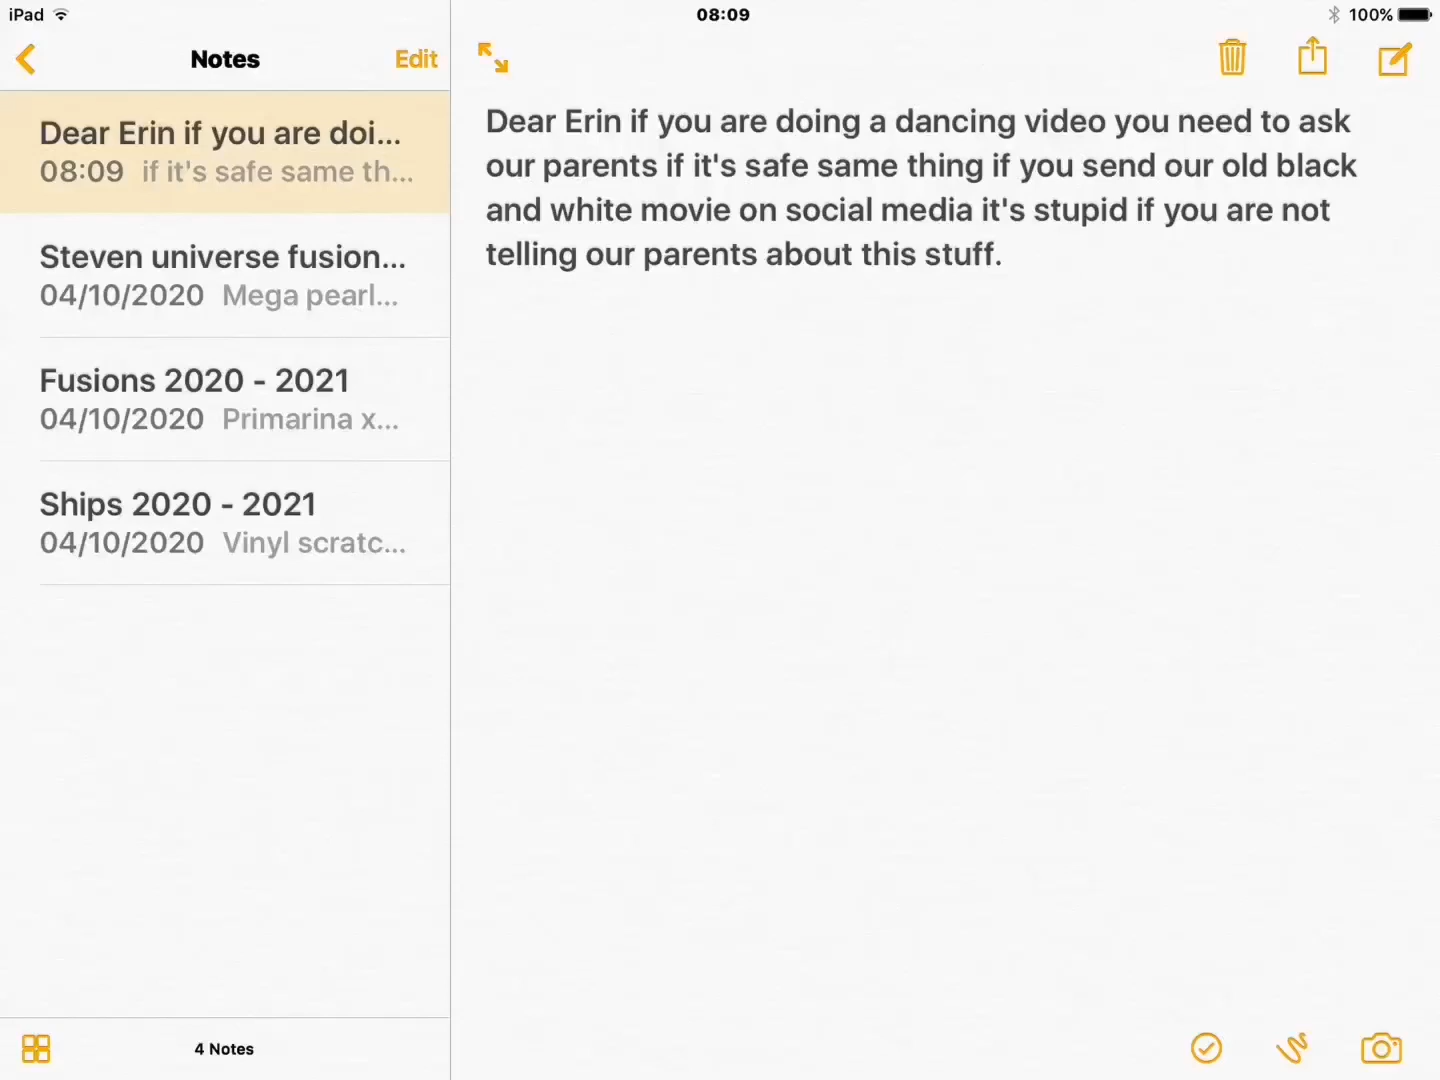 iPad
08:09
100%
Notes
Edit
Dear Erin if you are doi...
08:09 if it's safe same th...
Steven universe fusion...
04/10/2020 Mega pearl...
Fusions 2020 - 2021
04/10/2020 Primarina x...
Ships 2020 - 2021
04/10/2020 Vinyl scratc...
4 Notes
Dear Erin if you are doing a dancing video you need to ask
our parents if it's safe same thing if you send our old black
and white movie on social media it's stupid if you are not
telling our parents about this stuff.